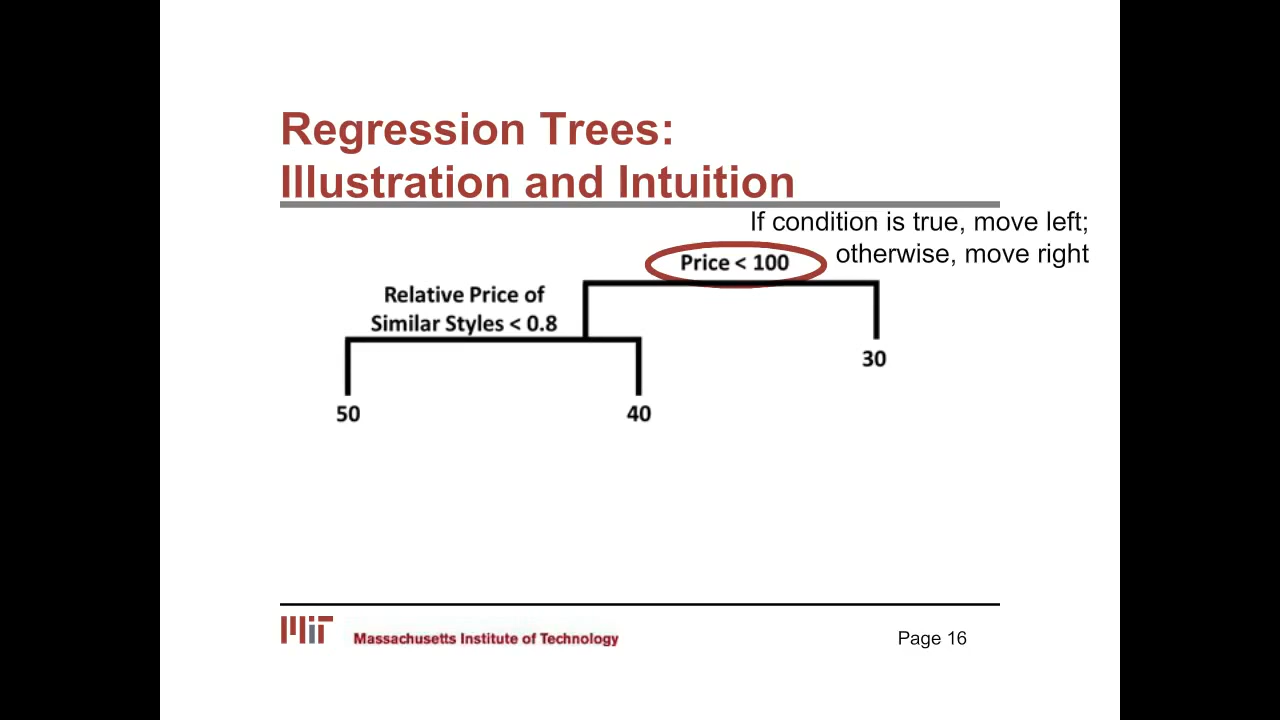 Regression Trees:
Illustration and Intuition
If condition is true, move left;
otherwise, move right
Price < 100
Relative Price of
Similar Styles < 0.8
30
50
40
MIT
Massachusetts Institute of Technology
Page 16